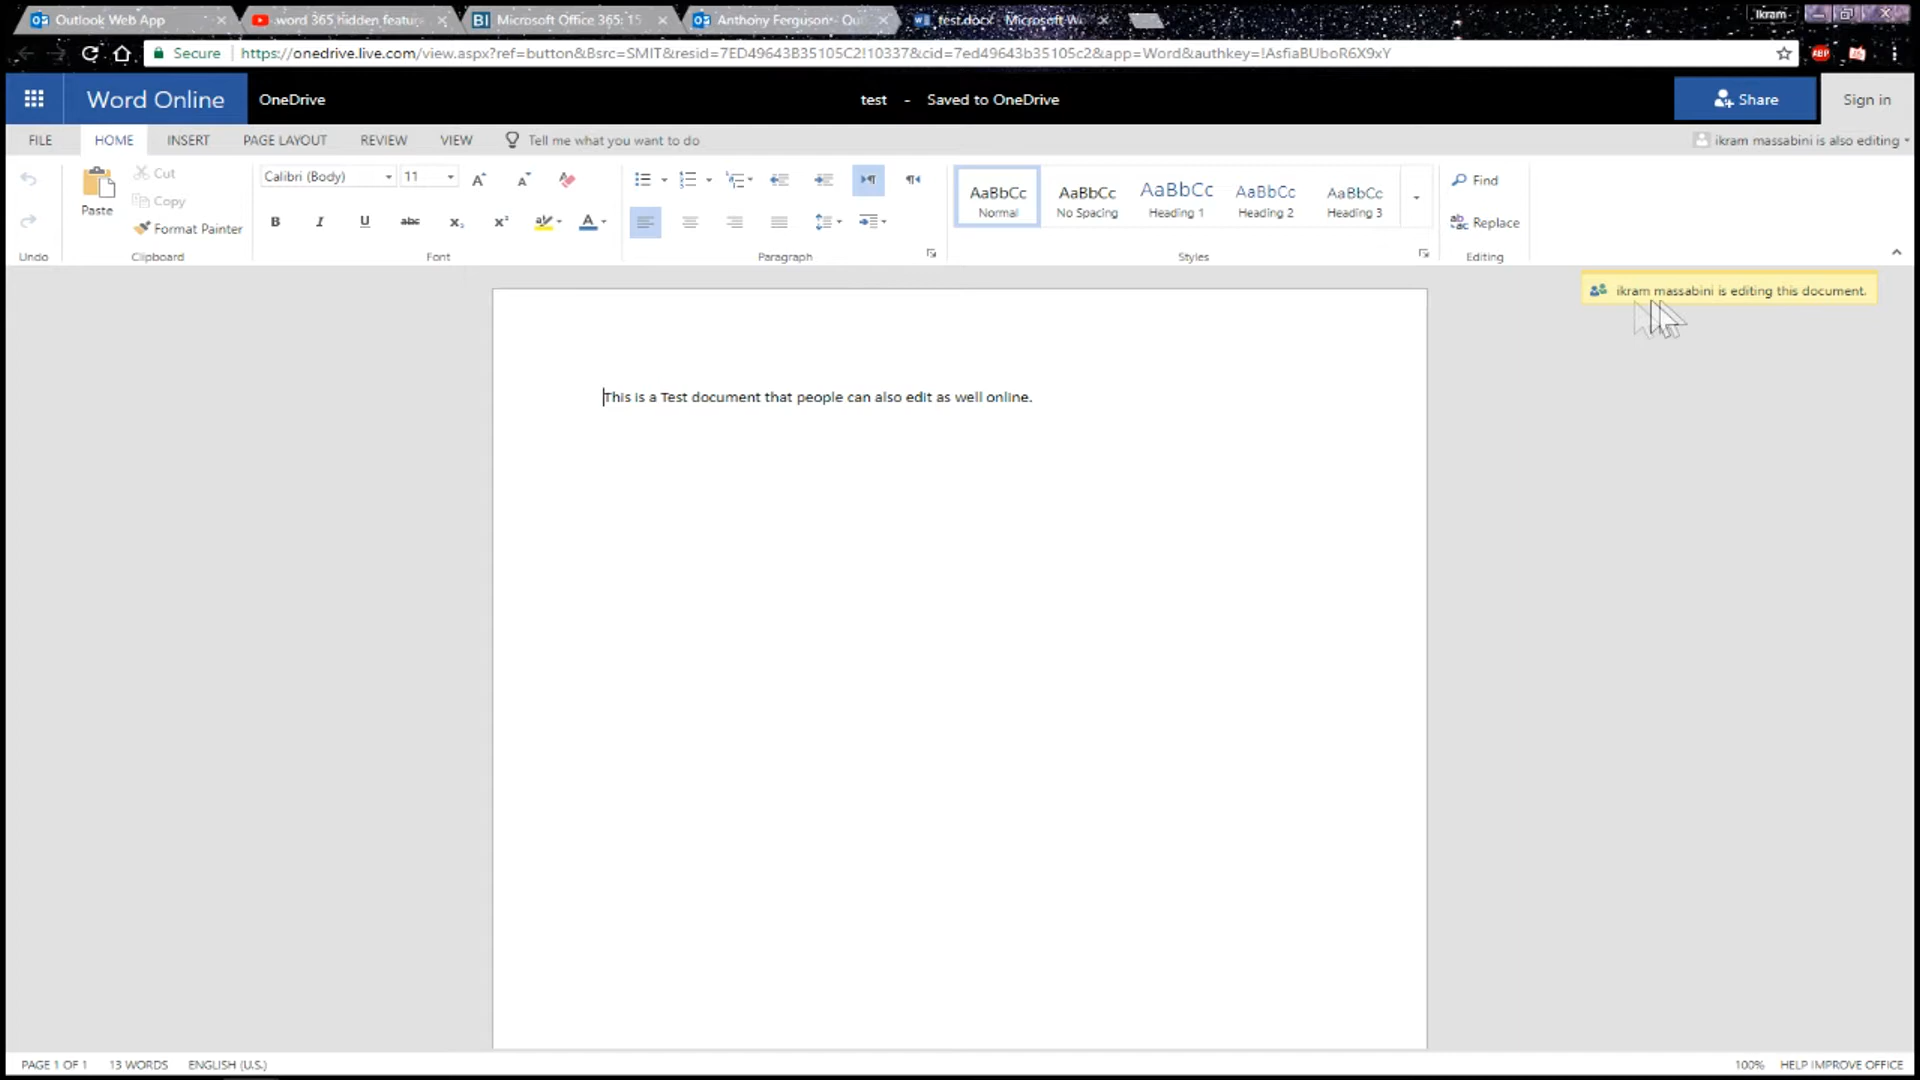 Outlook Web App
word 365 hidden featur
Microsoft Office 365: 15
Anthony Ferguson - Ou
test.docx - Microsoft W
Ikram
Secure https://onedrive.live.com/view.aspx?ref=button&Bsrc=SMIT&resid=7ED49643B35105C2!10337&cid=7ed49643b35105c2&app=Word&authkey=!AsfiaBUboR6X9xY
ABP
Word Online OneDrive test - Saved to OneDrive Share Sign in
FILE HOME INSERT PAGE LAYOUT REVIEW VIEW Tell me what you want to do ikram massabini is also editing
Paste
Cut
Copy
Format Painter
Calibri (Body) 11
B I U abc x₂ x² aby A
AaBbCc AaBbCc AaBbCc AaBbCc AaBbCc
Normal No Spacing Heading 1 Heading 2 Heading 3
Find
Replace
Undo Clipboard Font Paragraph Styles Editing
ikram massabini is editing this document.
This is a Test document that people can also edit as well online.
PAGE 1 OF 1 13 WORDS ENGLISH (U.S.) 100% HELP IMPROVE OFFICE